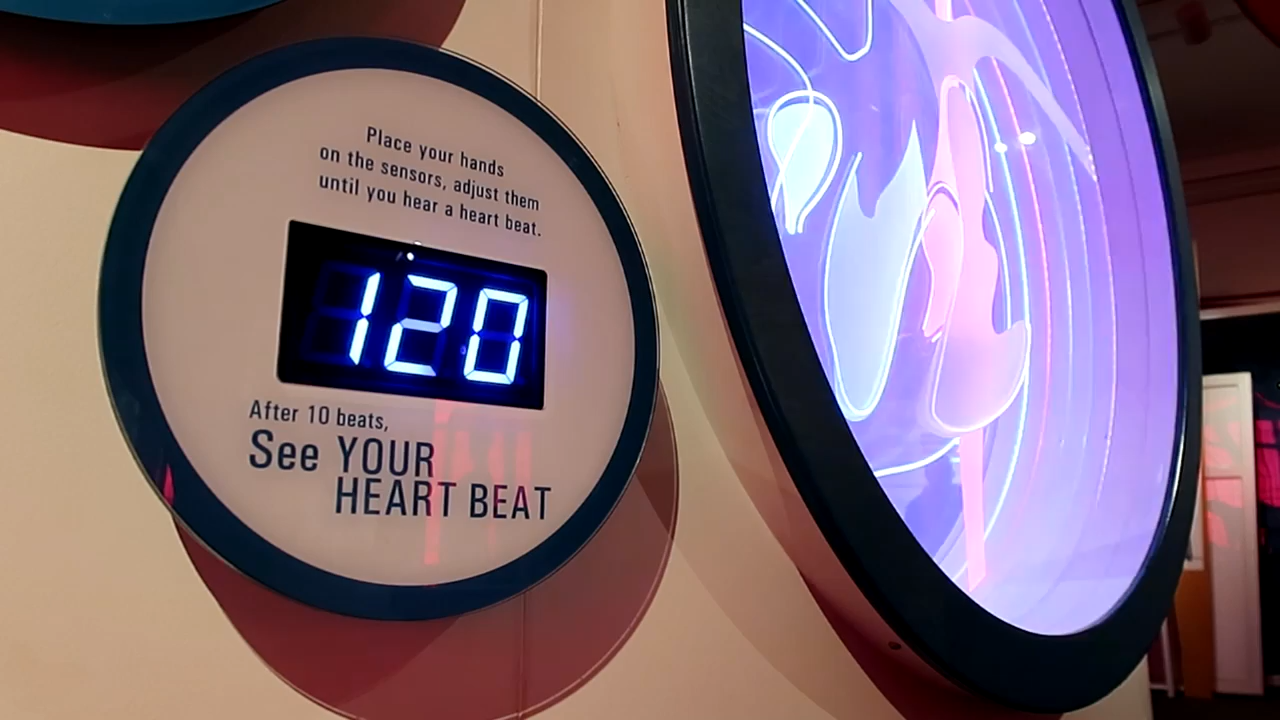 Place your hands
on the sensors, adjust them
until you hear a heart beat.
120
After 10 beats,
See YOUR
HEART BEAT